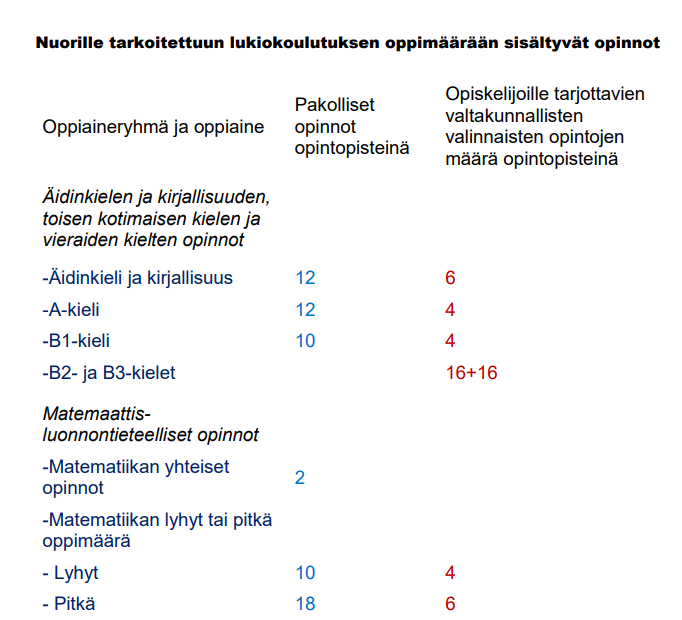 Nuorille tarkoitettuun lukiokoulutuksen oppimäärään sisältyvät opinnot
Oppiaineryhmä ja oppiaine
Pakolliset
opinnot
opintopisteinä
Opiskelijoille tarjottavien
valtakunnallisten
valinnaisten opintojen
määrä opintopisteinä
Äidinkielen ja kirjallisuuden,
toisen kotimaisen kielen ja
vieraiden kielten opinnot
-Äidinkieli ja kirjallisuus 12 6
-A-kieli 12 4
-B1-kieli 10 4
-B2- ja B3-kielet 16+16
Matemaattis-
luonnontieteelliset opinnot
-Matematiikan yhteiset
opinnot
2
-Matematiikan lyhyt tai pitkä
oppimäärä
- Lyhyt 10 4
- Pitkä 18 6